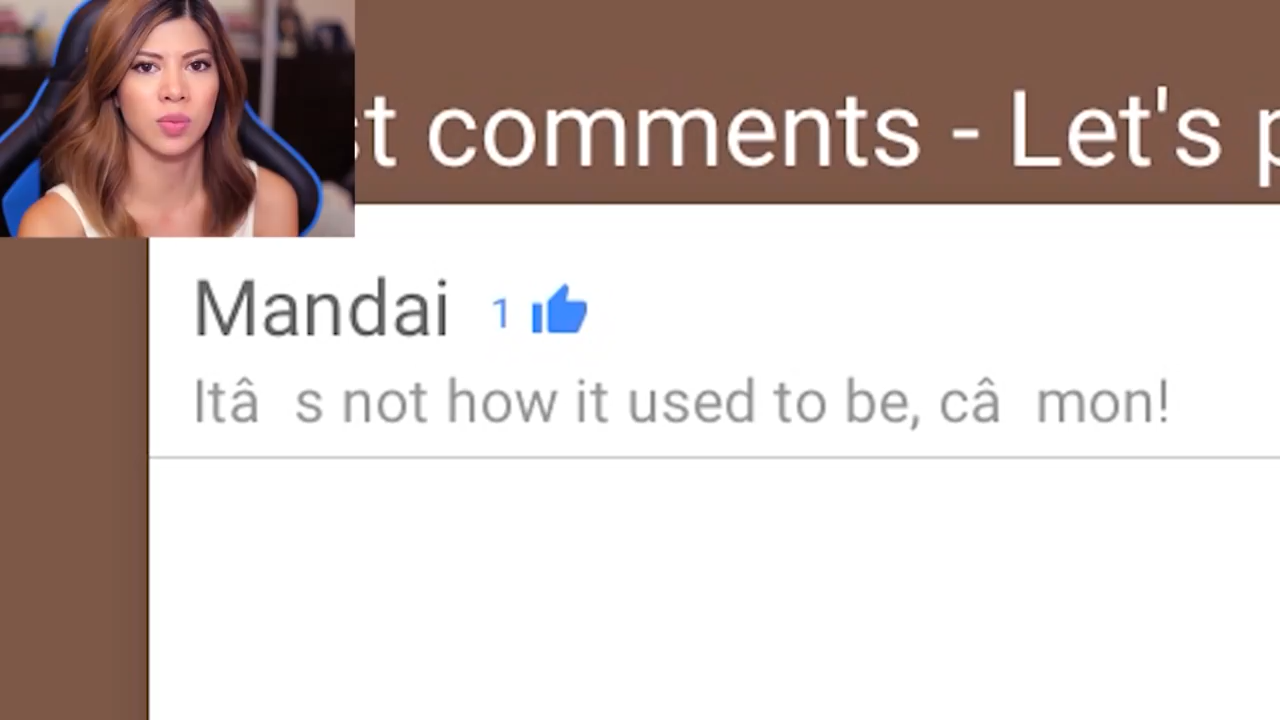 st comments - Let's p
Mandai 1
Itâ s not how it used to be, câ mon!